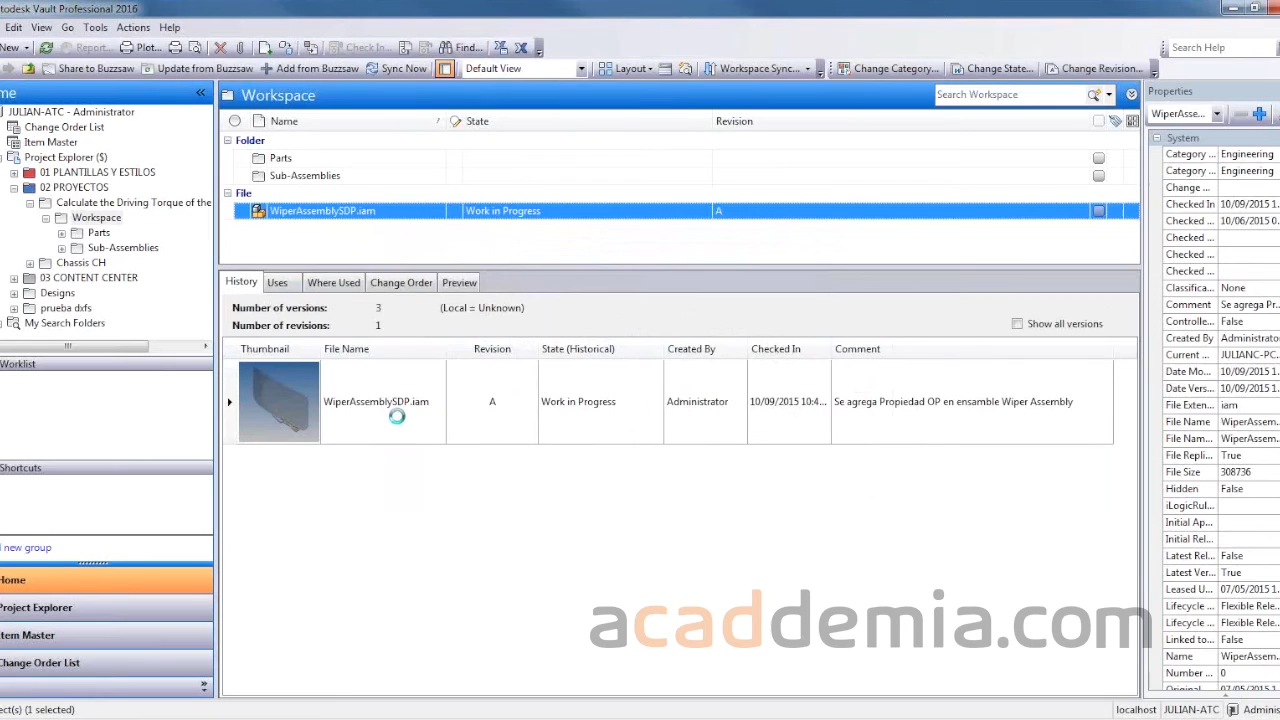 utodesk Vault Professional 2016
Edit View Go Tools Actions Help
New Report... Plot... Check In... Find... Search Help
Share to Buzzsaw Update from Buzzsaw Add from Buzzsaw Sync Now Default View Layout Workspace Sync... Change Category... Change State... Change Revision...
me
JULIAN-ATC - Administrator
Change Order List
Item Master
Project Explorer ($)
01 PLANTILLAS Y ESTILOS
02 PROYECTOS
Calculate the Driving Torque of the
Workspace
Parts
Sub-Assemblies
Chassis CH
03 CONTENT CENTER
Designs
prueba dxfs
My Search Folders
Worklist
Shortcuts
new group
Home
Project Explorer
Item Master
Change Order List
ect(s) (1 selected)
Workspace Search Workspace
Name State Revision
Folder
Parts
Sub-Assemblies
File
WiperAssemblySDP.iam Work in Progress A
History Uses Where Used Change Order Preview
Number of versions: 3 (Local = Unknown)
Number of revisions: 1
Show all versions
Thumbnail File Name Revision State (Historical) Created By Checked In Comment
WiperAssemblySDP.iam A Work in Progress Administrator 10/09/2015 10:4... Se agrega Propiedad OP en ensamble Wiper Assembly
acaddemia.com
Properties
WiperAsse...
System
Category ... Engineering
Category ... Engineering
Change ...
Checked In 10/09/2015 1
Checked ... 10/06/2015 0
Checked ...
Checked ...
Checked ...
Classifica... None
Comment Se agrega Pr...
Controlle... False
Created By Administrator
Current ... JULIANC-PC
Date Mo... 10/09/2015 1
Date Vers... 10/09/2015 1
File Exten... iam
File Name WiperAssem
File Nam... WiperAssem
File Repli... True
File Size 308736
Hidden False
iLogicRul...
Initial Ap...
Initial Rel...
Latest Rel... False
Latest Ver... True
Leased U... 07/05/2015 1
Lifecycle ... Flexible Rele
Lifecycle ... Flexible Rele
Linked to... False
Name WiperAssem
Number ... 0
Original 07/05/2015 1
localhost JULIAN-ATC Adminis